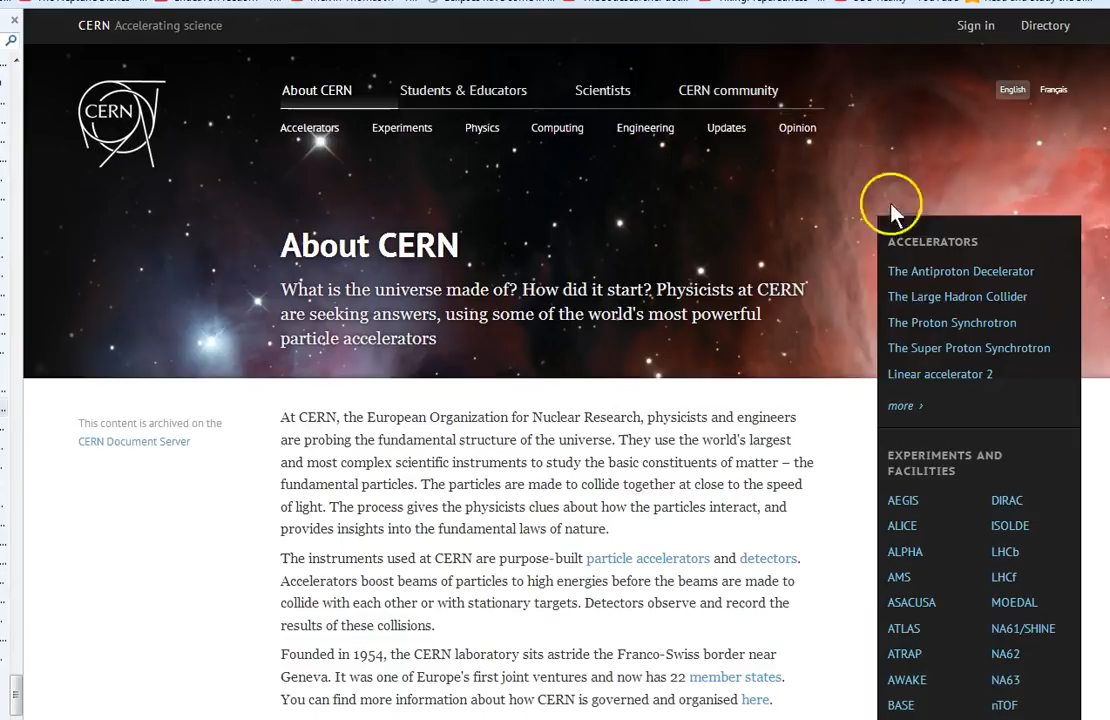 CERN Accelerating science
Sign in Directory
CERN
About CERN Students & Educators Scientists CERN community
English Français
Accelerators Experiments Physics Computing Engineering Updates Opinion
About CERN
What is the universe made of? How did it start? Physicists at CERN
are seeking answers, using some of the world's most powerful
particle accelerators
ACCELERATORS
The Antiproton Decelerator
The Large Hadron Collider
The Proton Synchrotron
The Super Proton Synchrotron
Linear accelerator 2
more ›
This content is archived on the
CERN Document Server
At CERN, the European Organization for Nuclear Research, physicists and engineers
are probing the fundamental structure of the universe. They use the world's largest
and most complex scientific instruments to study the basic constituents of matter – the
fundamental particles. The particles are made to collide together at close to the speed
of light. The process gives the physicists clues about how the particles interact, and
provides insights into the fundamental laws of nature.
The instruments used at CERN are purpose-built particle accelerators and detectors.
Accelerators boost beams of particles to high energies before the beams are made to
collide with each other or with stationary targets. Detectors observe and record the
results of these collisions.
Founded in 1954, the CERN laboratory sits astride the Franco-Swiss border near
Geneva. It was one of Europe's first joint ventures and now has 22 member states.
You can find more information about how CERN is governed and organised here.
EXPERIMENTS AND
FACILITIES
AEGIS DIRAC
ALICE ISOLDE
ALPHA LHCb
AMS LHCf
ASACUSA MOEDAL
ATLAS NA61/SHINE
ATRAP NA62
AWAKE NA63
BASE nTOF